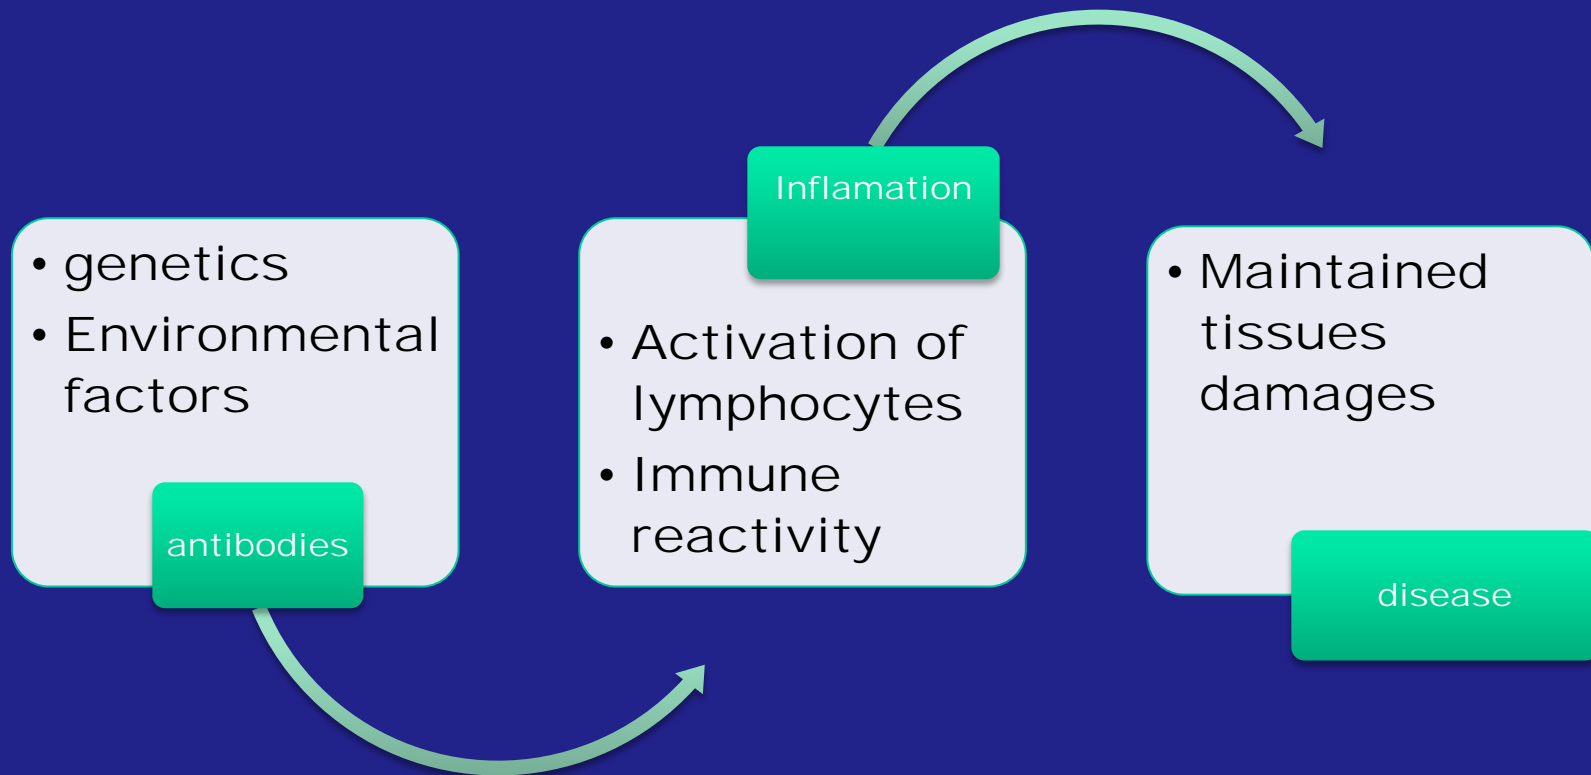 • genetics
• Environmental
factors
antibodies
Inflamation
• Activation of
lymphocytes
• Immune
reactivity
• Maintained
tissues
damages
disease